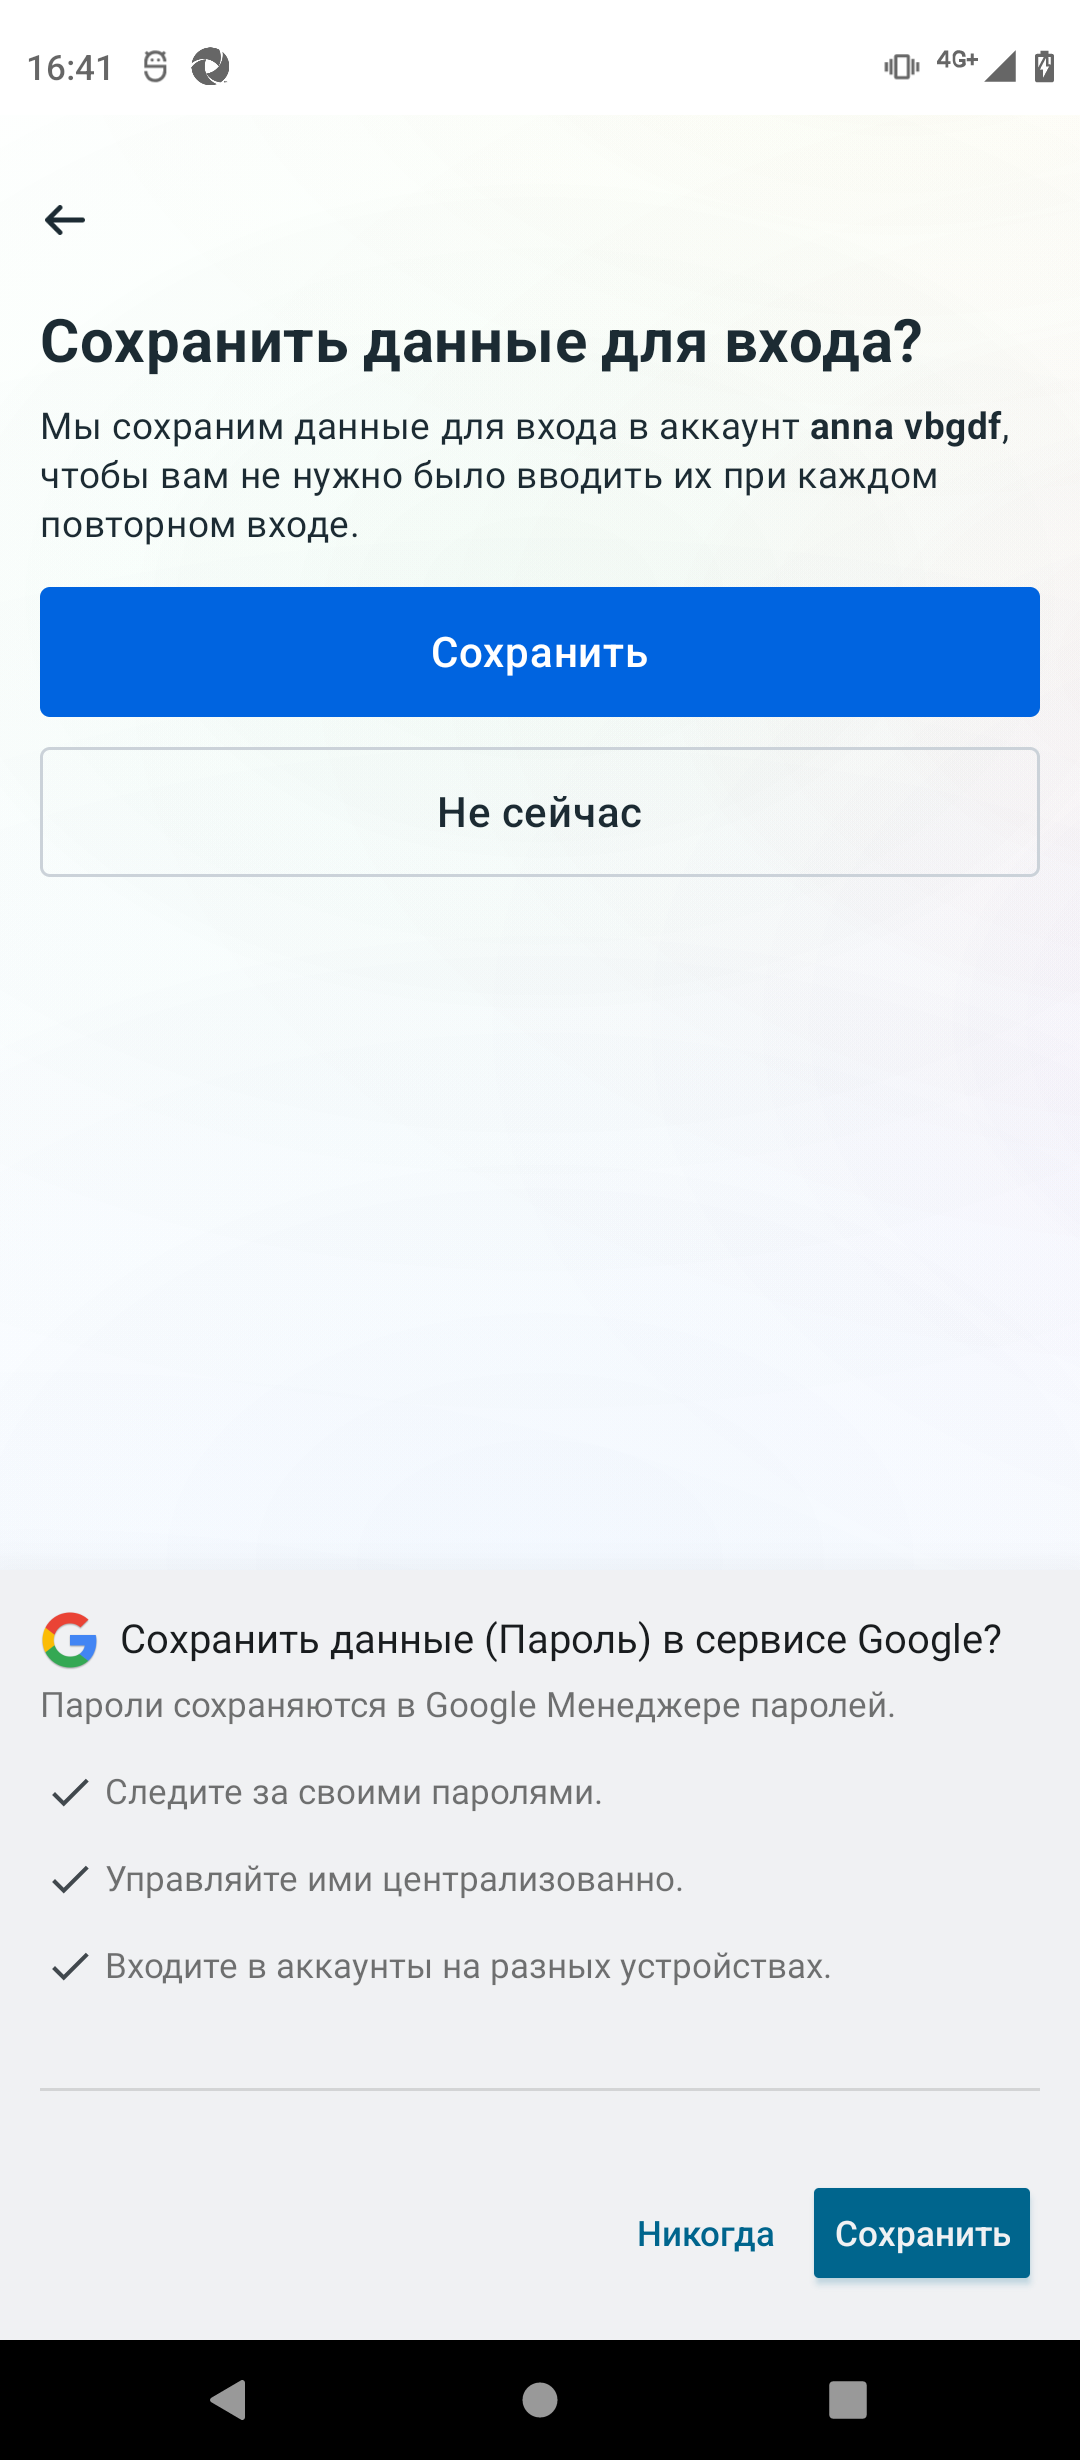 16:41
4G+
Сохранить данные для входа?
Мы сохраним данные для входа в аккаунт anna vbgdf,
чтобы вам не нужно было вводить их при каждом
повторном входе.
Сохранить
Не сейчас
Сохранить данные (Пароль) в сервисе Google?
Пароли сохраняются в Google Менеджере паролей.
Следите за своими паролями.
Управляйте ими централизованно.
Входите в аккаунты на разных устройствах.
Никогда
Сохранить